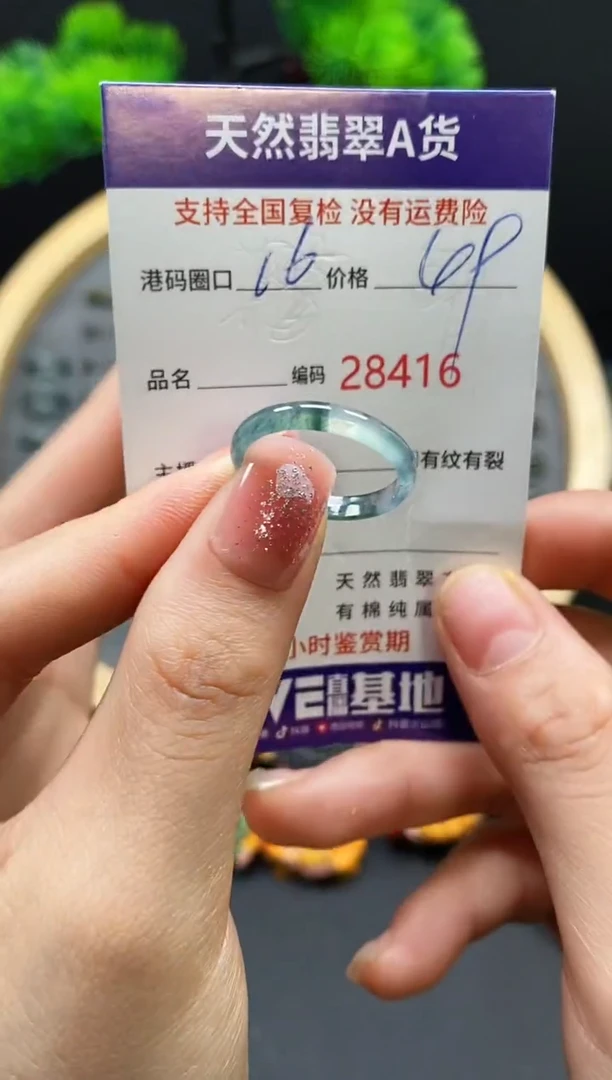 天然翡翠A货
支持全国复检 没有运费险
港码圈口 16 价格 69
品名 编码 28416
有纹有裂
天然翡翠
有棉纯属
小时鉴赏期
VE 基地